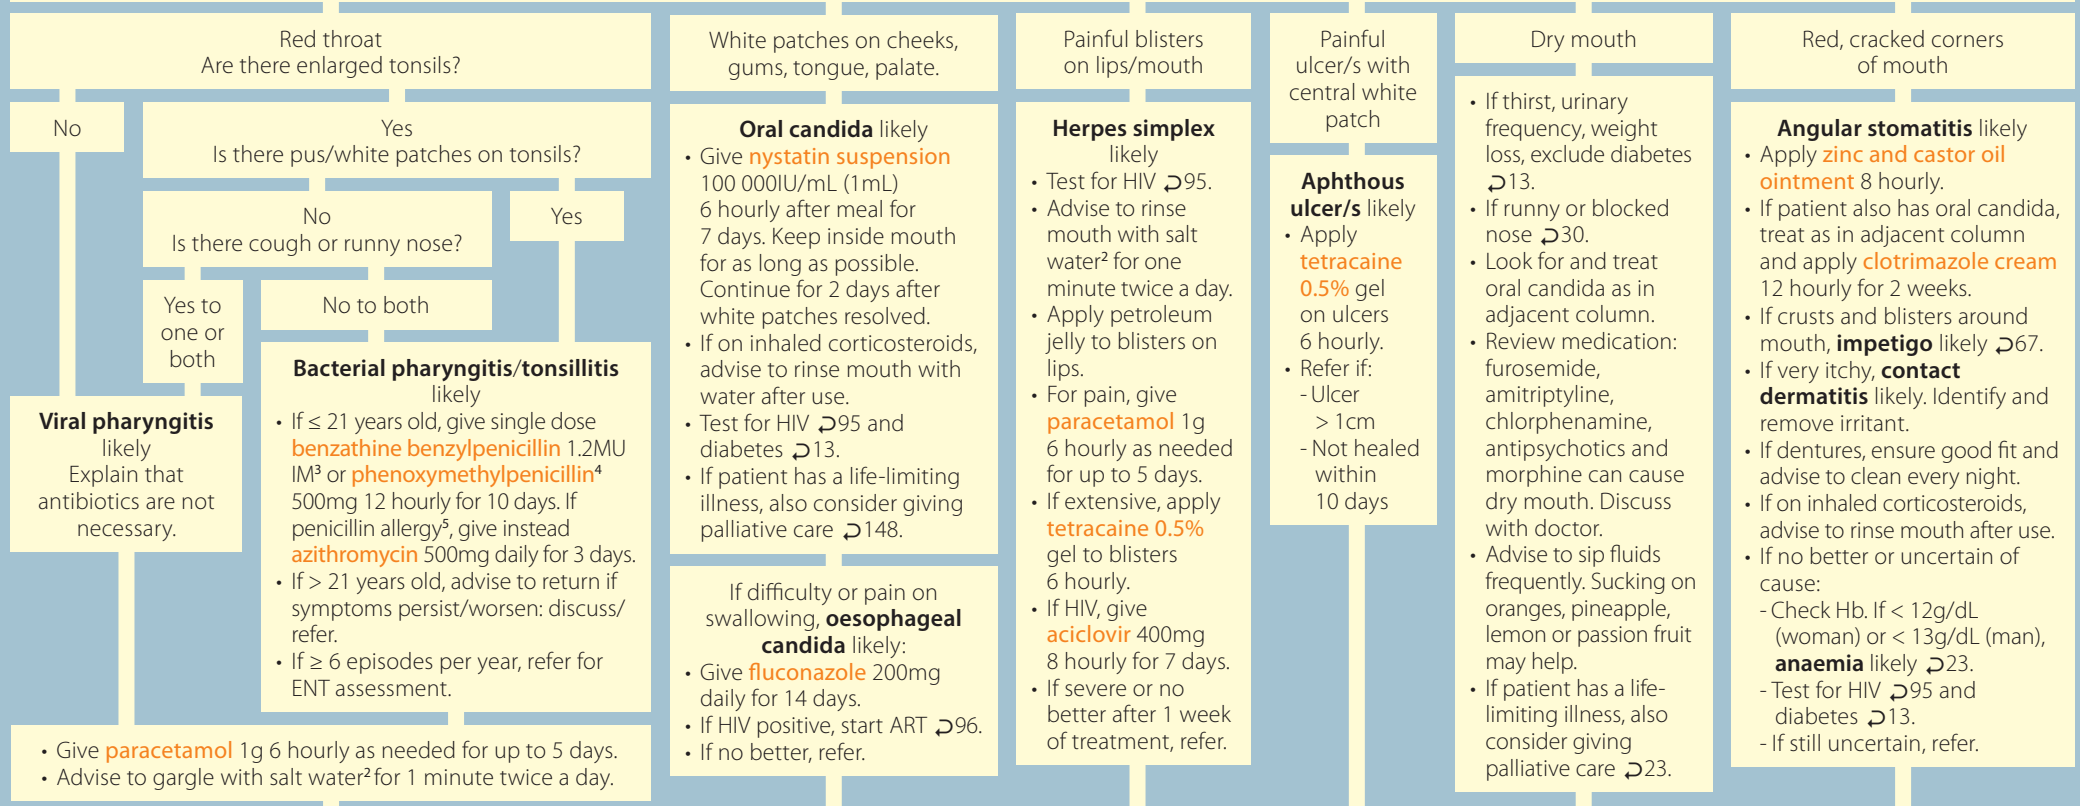 Red throat
Are there enlarged tonsils?
No
Yes
Is there pus/white patches on tonsils?
No
Is there cough or runny nose?
Yes
Yes to
one or
both
No to both
Viral pharyngitis
likely
Explain that
antibiotics are not
necessary.
Bacterial pharyngitis/tonsillitis
likely
• If ≤ 21 years old, give single dose
benzathine benzylpenicillin 1.2MU
IM³ or phenoxymethylpenicillin⁴
500mg 12 hourly for 10 days. If
penicillin allergy⁵, give instead
azithromycin 500mg daily for 3 days.
• If > 21 years old, advise to return if
symptoms persist/worsen: discuss/
refer.
• If ≥ 6 episodes per year, refer for
ENT assessment.
• Give paracetamol 1g 6 hourly as needed for up to 5 days.
• Advise to gargle with salt water² for 1 minute twice a day.
White patches on cheeks,
gums, tongue, palate.
Oral candida likely
• Give nystatin suspension
100 000IU/mL (1mL)
6 hourly after meal for
7 days. Keep inside mouth
for as long as possible.
Continue for 2 days after
white patches resolved.
• If on inhaled corticosteroids,
advise to rinse mouth with
water after use.
• Test for HIV ⮌95 and
diabetes ⮌13.
• If patient has a life-limiting
illness, also consider giving
palliative care ⮌148.
If difficulty or pain on
swallowing, oesophageal
candida likely:
• Give fluconazole 200mg
daily for 14 days.
• If HIV positive, start ART ⮌96.
• If no better, refer.
Painful blisters
on lips/mouth
Herpes simplex
likely
• Test for HIV ⮌95.
• Advise to rinse
mouth with salt
water² for one
minute twice a day.
• Apply petroleum
jelly to blisters on
lips.
• For pain, give
paracetamol 1g
6 hourly as needed
for up to 5 days.
• If extensive, apply
tetracaine 0.5%
gel to blisters
6 hourly.
• If HIV, give
aciclovir 400mg
8 hourly for 7 days.
• If severe or no
better after 1 week
of treatment, refer.
Painful
ulcer/s with
central white
patch
Aphthous
ulcer/s likely
• Apply
tetracaine
0.5% gel
on ulcers
6 hourly.
• Refer if:
- Ulcer
> 1cm
- Not healed
within
10 days
Dry mouth
• If thirst, urinary
frequency, weight
loss, exclude diabetes
⮌13.
• If runny or blocked
nose ⮌30.
• Look for and treat
oral candida as in
adjacent column.
• Review medication:
furosemide,
amitriptyline,
chlorphenamine,
antipsychotics and
morphine can cause
dry mouth. Discuss
with doctor.
• Advise to sip fluids
frequently. Sucking on
oranges, pineapple,
lemon or passion fruit
may help.
• If patient has a life-
limiting illness, also
consider giving
palliative care ⮌23.
Red, cracked corners
of mouth
Angular stomatitis likely
• Apply zinc and castor oil
ointment 8 hourly.
• If patient also has oral candida,
treat as in adjacent column
and apply clotrimazole cream
12 hourly for 2 weeks.
• If crusts and blisters around
mouth, impetigo likely ⮌67.
• If very itchy, contact
dermatitis likely. Identify and
remove irritant.
• If dentures, ensure good fit and
advise to clean every night.
• If on inhaled corticosteroids,
advise to rinse mouth after use.
• If no better or uncertain of
cause:
- Check Hb. If < 12g/dL
(woman) or < 13g/dL (man),
anaemia likely ⮌23.
- Test for HIV ⮌95 and
diabetes ⮌13.
- If still uncertain, refer.